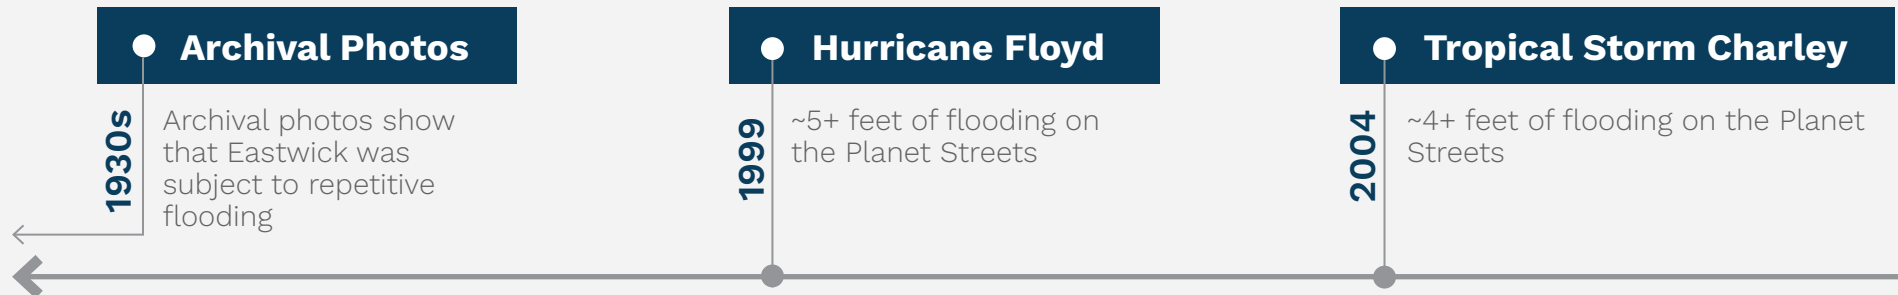 Archival Photos
1930s
Archival photos show
that Eastwick was
subject to repetitive
flooding
Hurricane Floyd
1999
~5+ feet of flooding on
the Planet Streets
Tropical Storm Charley
2004
~4+ feet of flooding on the Planet
Streets